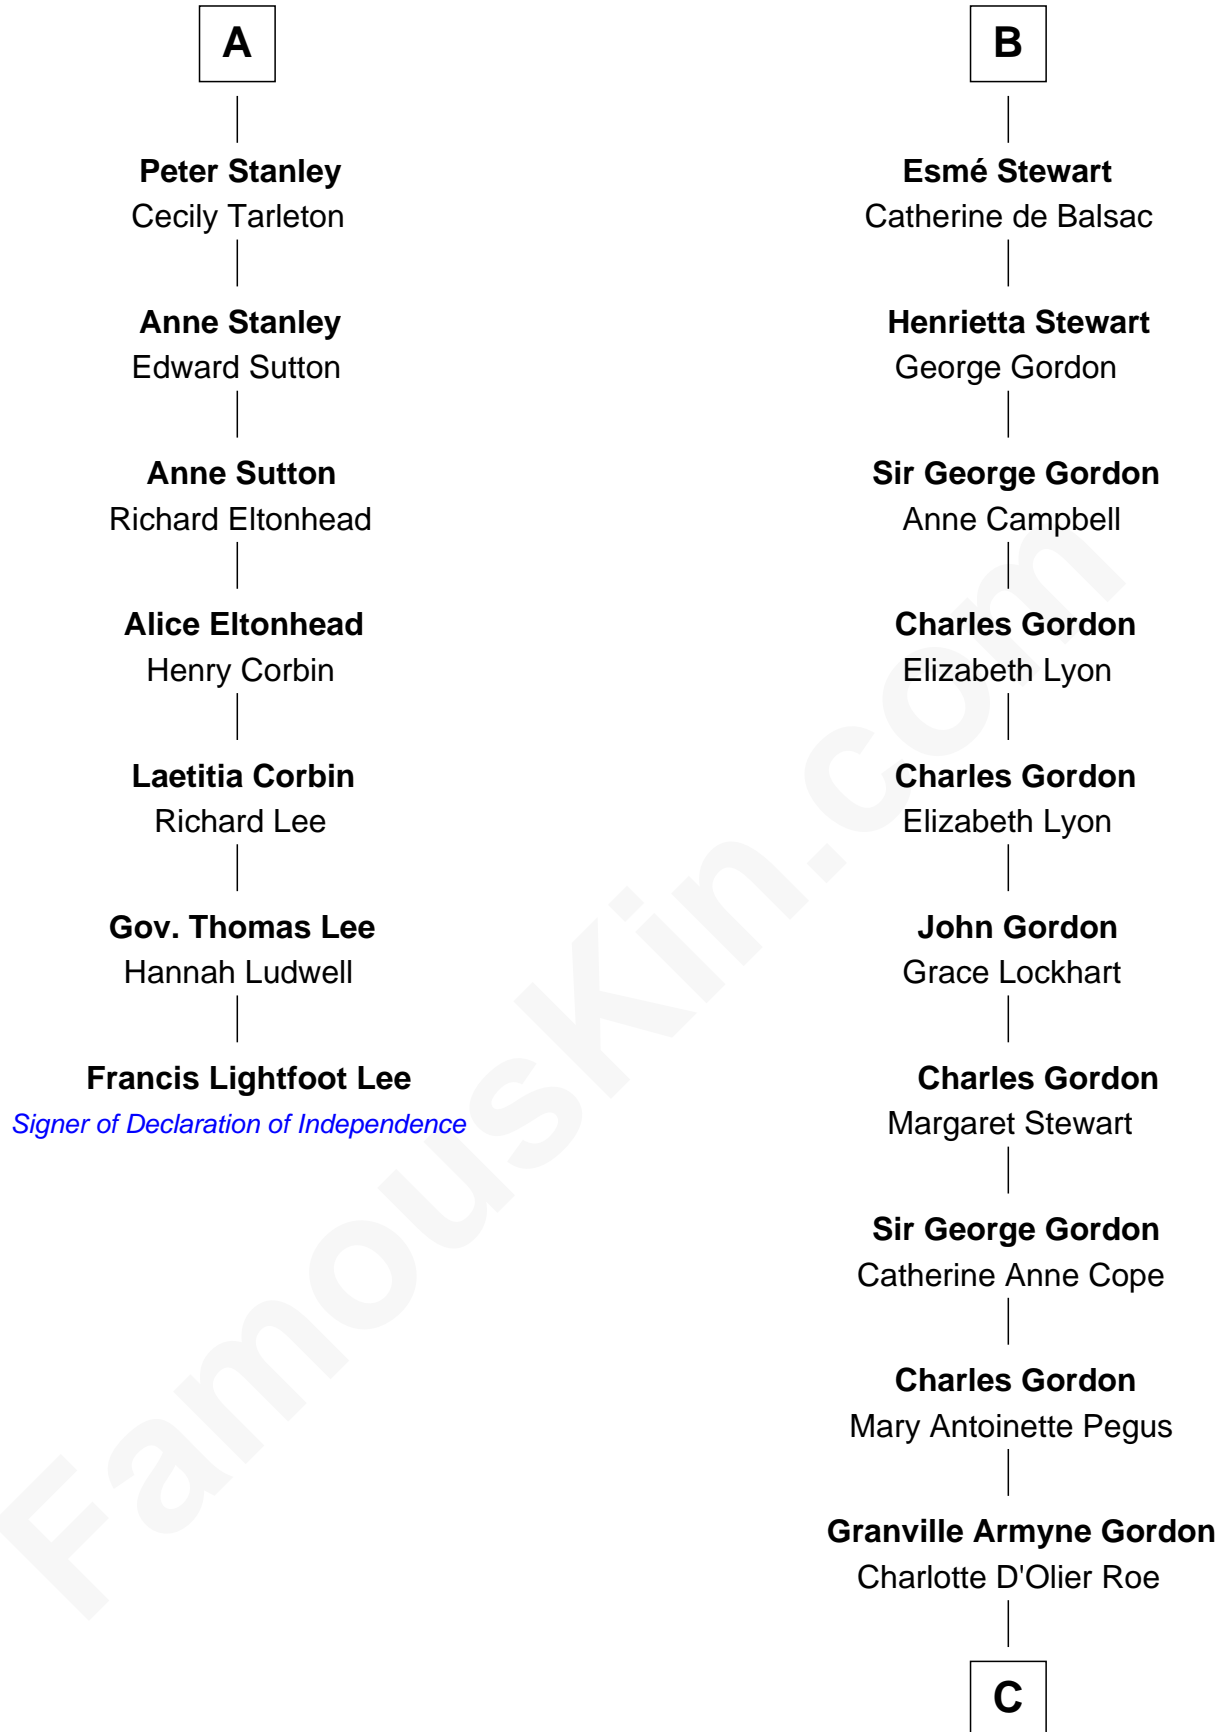 A
Peter Stanley
Cecily Tarleton
Anne Stanley
Edward Sutton
Anne Sutton
Richard Eltonhead
Alice Eltonhead
Henry Corbin
Laetitia Corbin
Richard Lee
Gov. Thomas Lee
Hannah Ludwell
Francis Lightfoot Lee
Signer of Declaration of Independence
B
Esmé Stewart
Catherine de Balsac
Henrietta Stewart
George Gordon
Sir George Gordon
Anne Campbell
Charles Gordon
Elizabeth Lyon
Charles Gordon
Elizabeth Lyon
John Gordon
Grace Lockhart
Charles Gordon
Margaret Stewart
Sir George Gordon
Catherine Anne Cope
Charles Gordon
Mary Antoinette Pegus
Granville Armyne Gordon
Charlotte D'Olier Roe
C
FamousKin.com